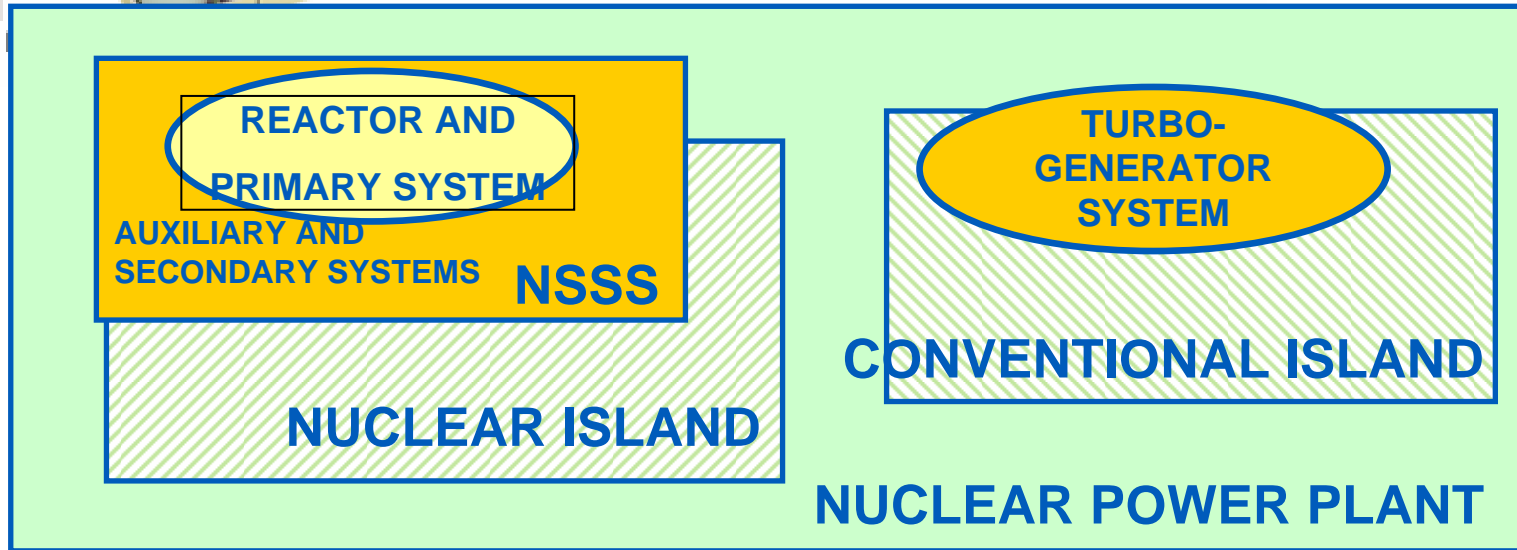 REACTOR AND
PRIMARY SYSTEM
AUXILIARY AND
SECONDARY SYSTEMS
NSSS
NUCLEAR ISLAND
TURBO-
GENERATOR
SYSTEM
CONVENTIONAL ISLAND
NUCLEAR POWER PLANT